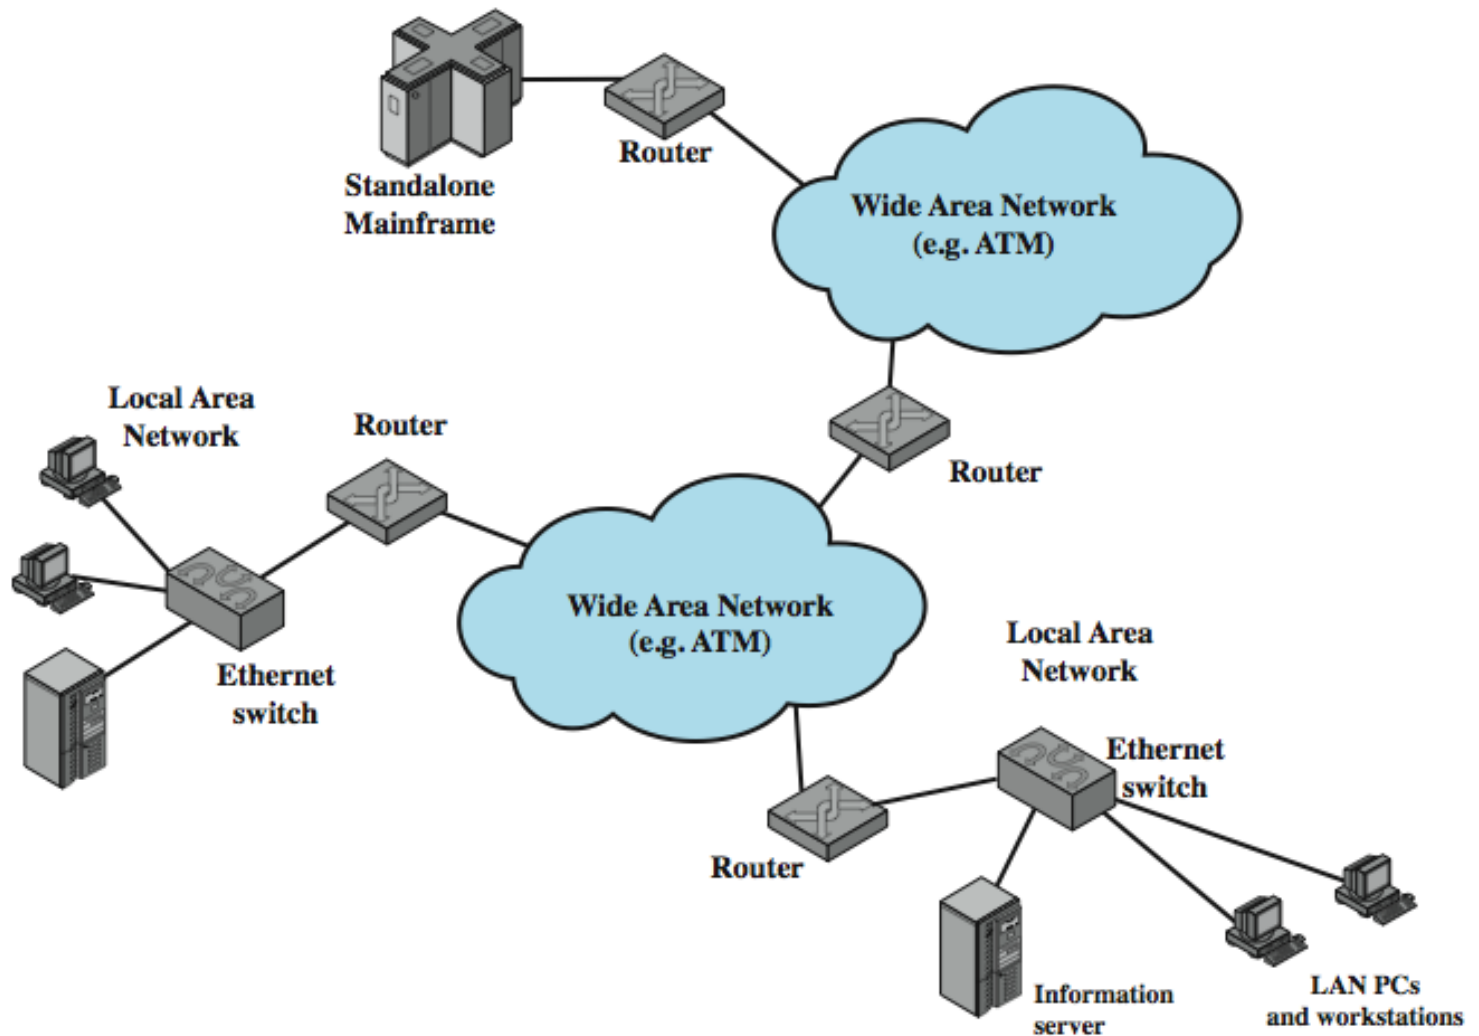 Router
Standalone
Mainframe
Wide Area Network
(e.g. ATM)
Local Area
Network
Router
Router
Wide Area Network
(e.g. ATM)
Ethernet
switch
Local Area
Network
Ethernet
switch
Router
Information
server
LAN PCs
and workstations